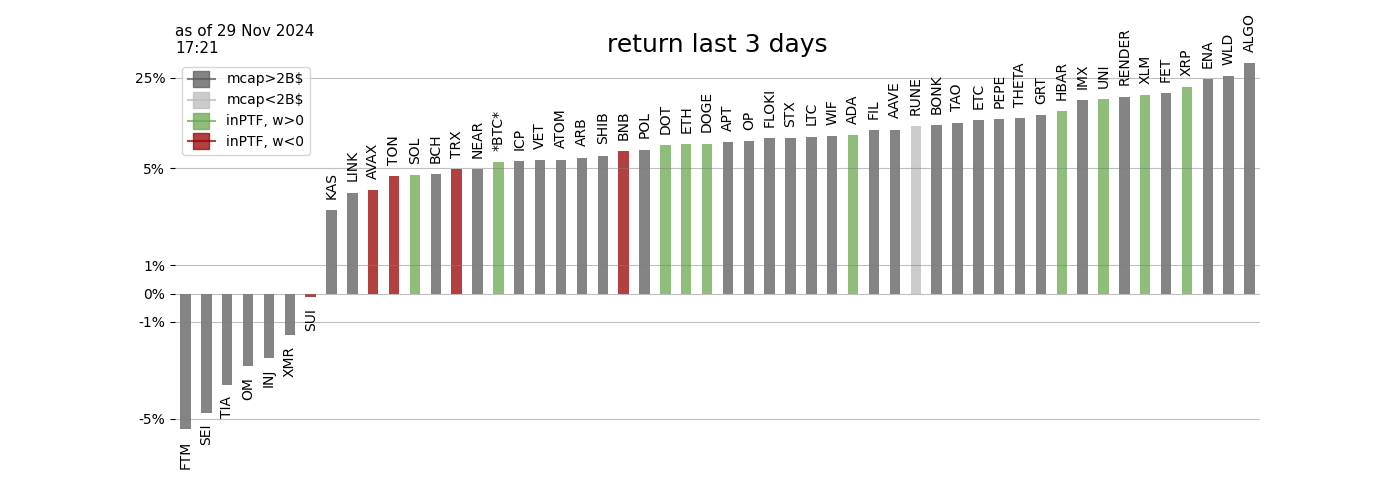 as of 29 Nov 2024
17:21
return last 3 days
mcap>2B$
mcap<2B$
inPTF, w>0
inPTF, w<0
25%
5%
1%
0%
-1%
-5%
FTM
SEI
TIA
OM
INJ
XMR
SUI
KAS
LINK
AVAX
TON
SOL
BCH
TRX
NEAR
*BTC*
ICP
VET
ATOM
ARB
SHIB
BNB
POL
DOT
ETH
DOGE
APT
OP
FLOKI
STX
LTC
WIF
ADA
FIL
AAVE
RUNE
BONK
TAO
ETC
PEPE
THETA
GRT
HBAR
IMX
UNI
RENDER
XLM
FET
XRP
ENA
WLD
ALGO